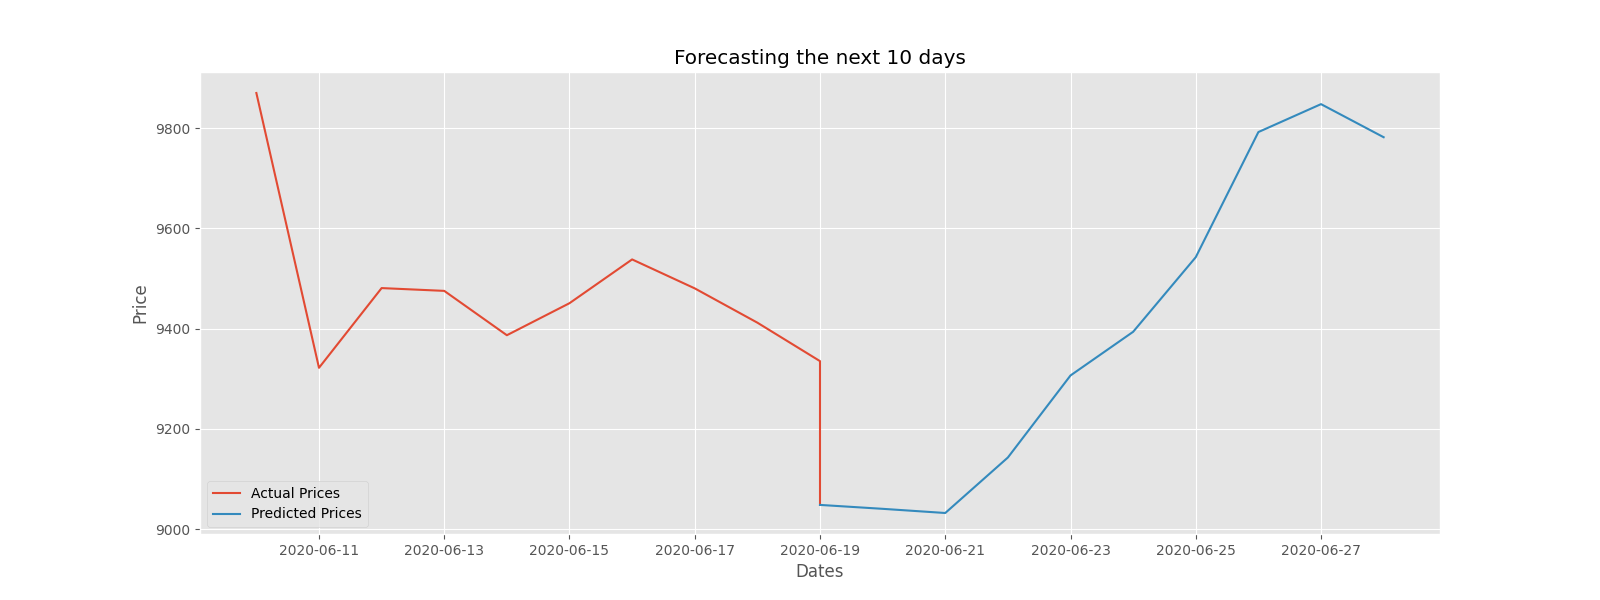 Forecasting the next 10 days
Price
9800
9600
9400
9200
9000
Actual Prices
Predicted Prices
2020-06-11 2020-06-13 2020-06-15 2020-06-17 2020-06-19 2020-06-21 2020-06-23 2020-06-25 2020-06-27
Dates